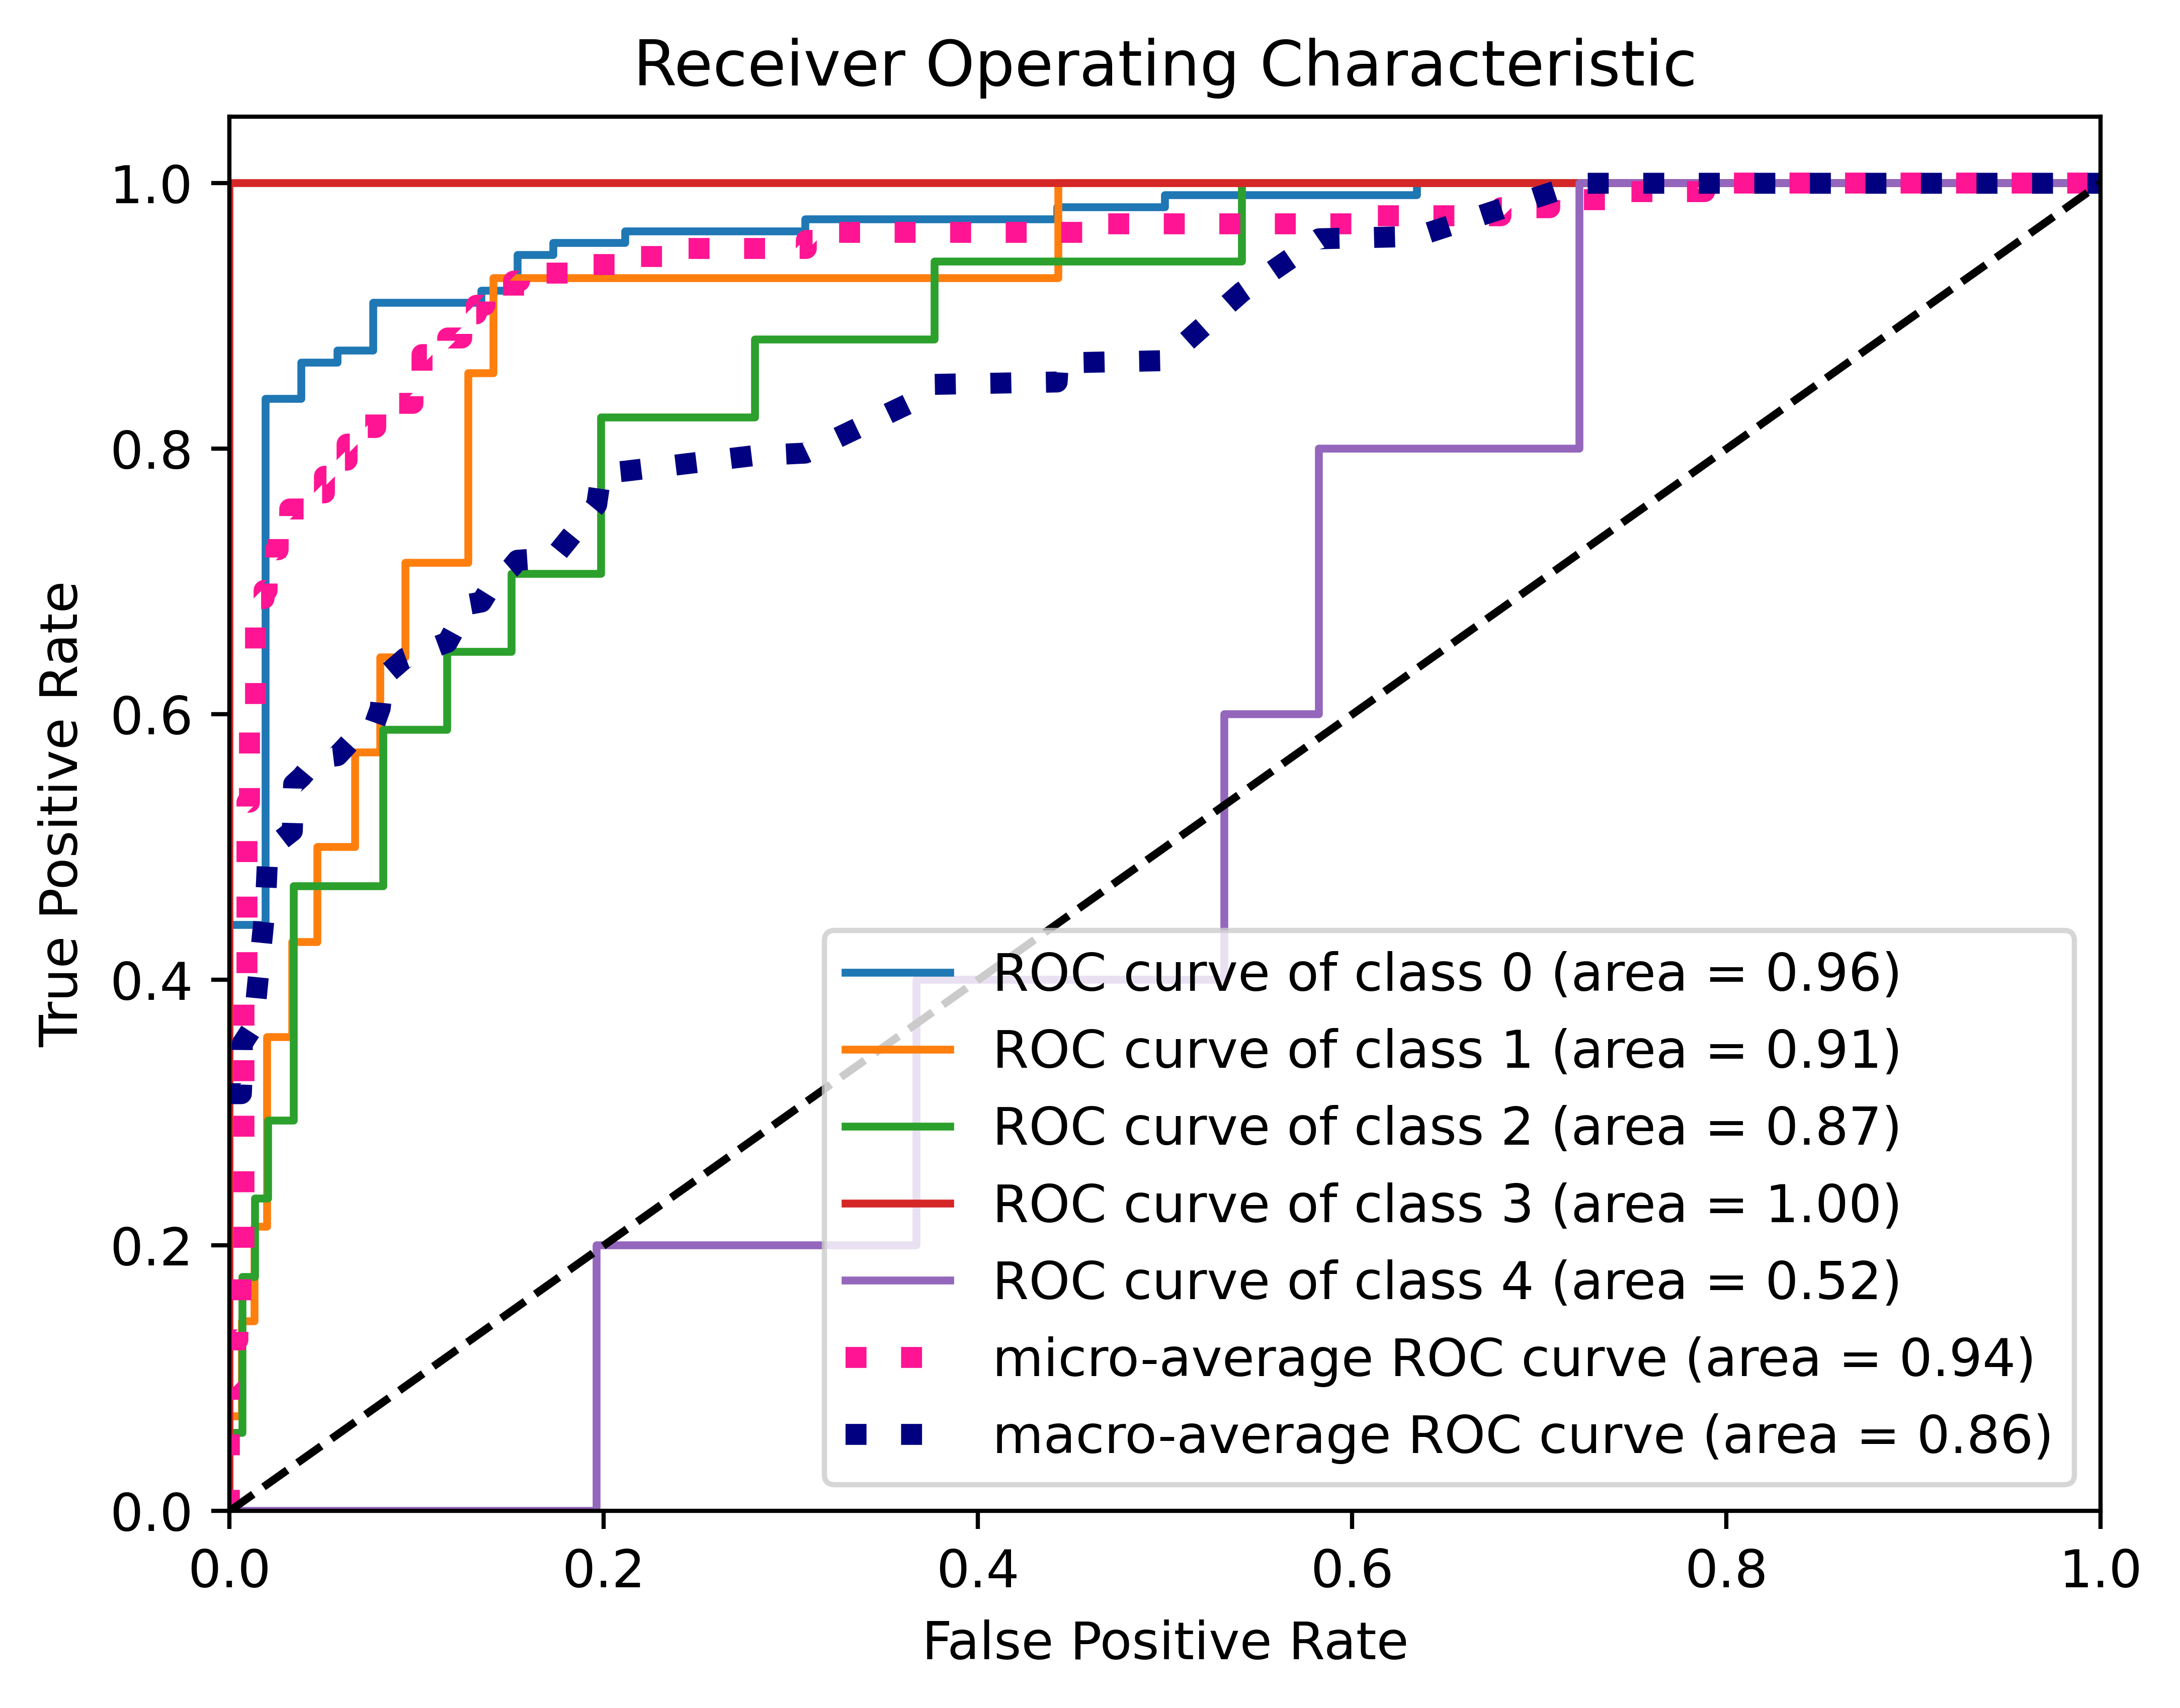 Receiver Operating Characteristic
1.0
0.8
0.6
0.4
0.2
0.0
True Positive Rate
ROC curve of class 0 (area = 0.96)
ROC curve of class 1 (area = 0.91)
ROC curve of class 2 (area = 0.87)
ROC curve of class 3 (area = 1.00)
ROC curve of class 4 (area = 0.52)
micro-average ROC curve (area = 0.94)
macro-average ROC curve (area = 0.86)
0.0 0.2 0.4 0.6 0.8 1.0
False Positive Rate